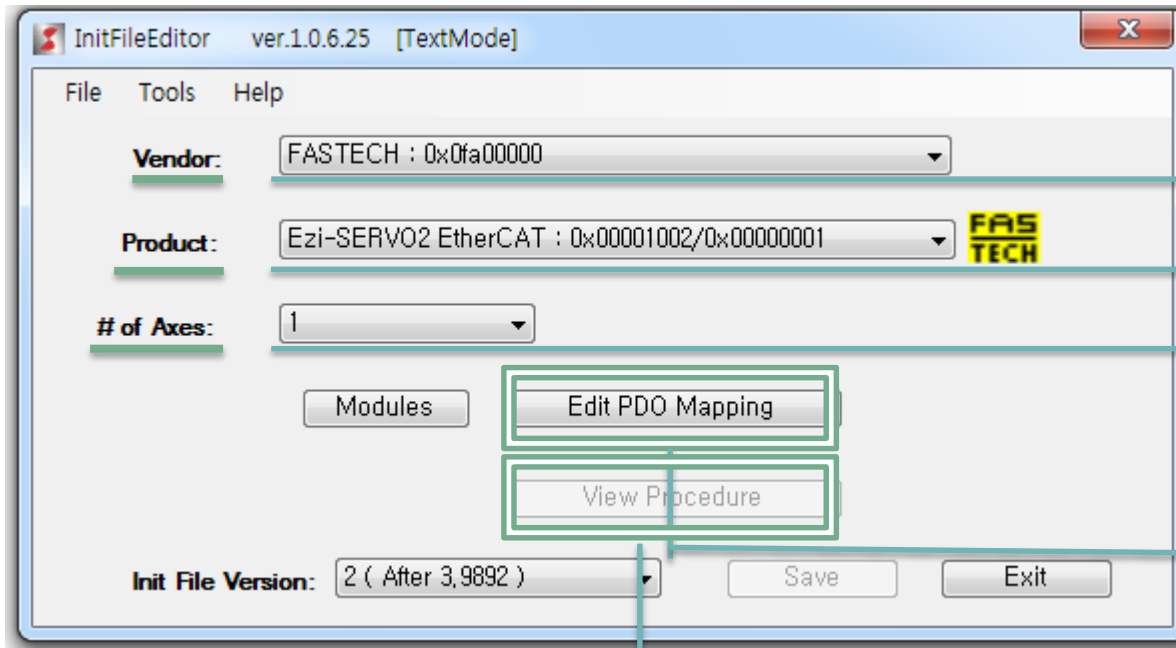 InitFileEditor ver.1.0.6.25 [TextMode]
File Tools Help
Vendor: FASTECH : 0x0fa00000
Product: Ezi-SERVO2 EtherCAT : 0x00001002/0x00000001
FAS
TECH
# of Axes: 1
Modules Edit PDO Mapping
View Procedure
Init File Version: 2 ( After 3,9892 ) Save Exit